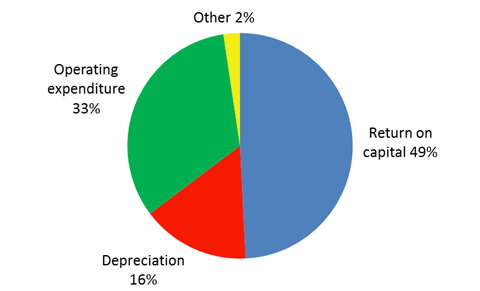 Other 2%
Operating
expenditure
33%
Return on
capital 49%
Depreciation
16%